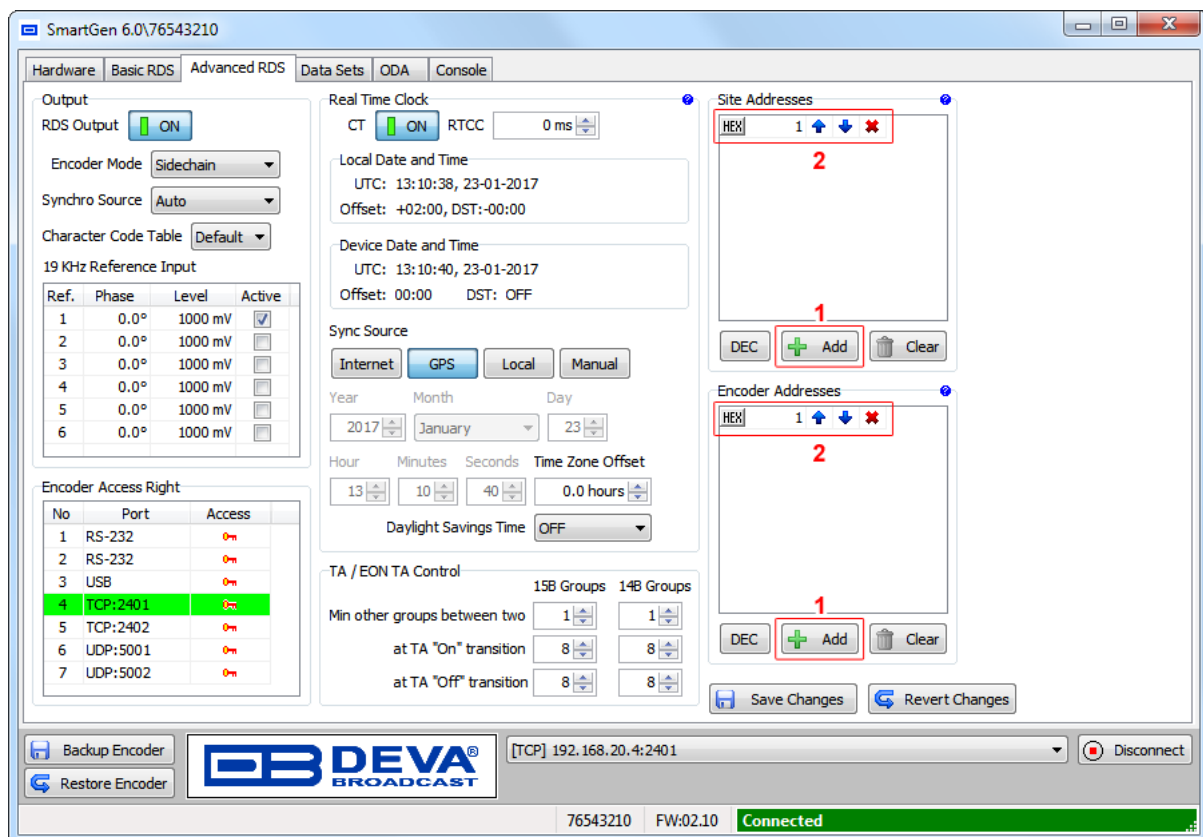 SmartGen 6.0\76543210
Hardware Basic RDS Advanced RDS Data Sets ODA Console
Output
RDS Output ON
Encoder Mode Sidechain
Synchro Source Auto
Character Code Table Default
19 KHz Reference Input
Ref. Phase Level Active
1 0.0° 1000 mV
2 0.0° 1000 mV
3 0.0° 1000 mV
4 0.0° 1000 mV
5 0.0° 1000 mV
6 0.0° 1000 mV
Encoder Access Right
No Port Access
1 RS-232
2 RS-232
3 USB
4 TCP:2401
5 TCP:2402
6 UDP:5001
7 UDP:5002
Real Time Clock
CT ON RTCC 0 ms
Local Date and Time
UTC: 13:10:38, 23-01-2017
Offset: +02:00, DST:-00:00
Device Date and Time
UTC: 13:10:40, 23-01-2017
Offset: 00:00 DST: OFF
Sync Source
Internet GPS Local Manual
Year Month Day
2017 January 23
Hour Minutes Seconds Time Zone Offset
13 10 40 0.0 hours
Daylight Savings Time OFF
TA / EON TA Control
15B Groups 14B Groups
Min other groups between two 1 1
at TA "On" transition 8 8
at TA "Off" transition 8 8
Site Addresses
HEX 1
2
1
DEC Add Clear
Encoder Addresses
HEX 1
2
1
DEC Add Clear
Save Changes Revert Changes
Backup Encoder
Restore Encoder
DEVA®
BROADCAST
[TCP] 192.168.20.4:2401
Disconnect
76543210 FW:02.10 Connected